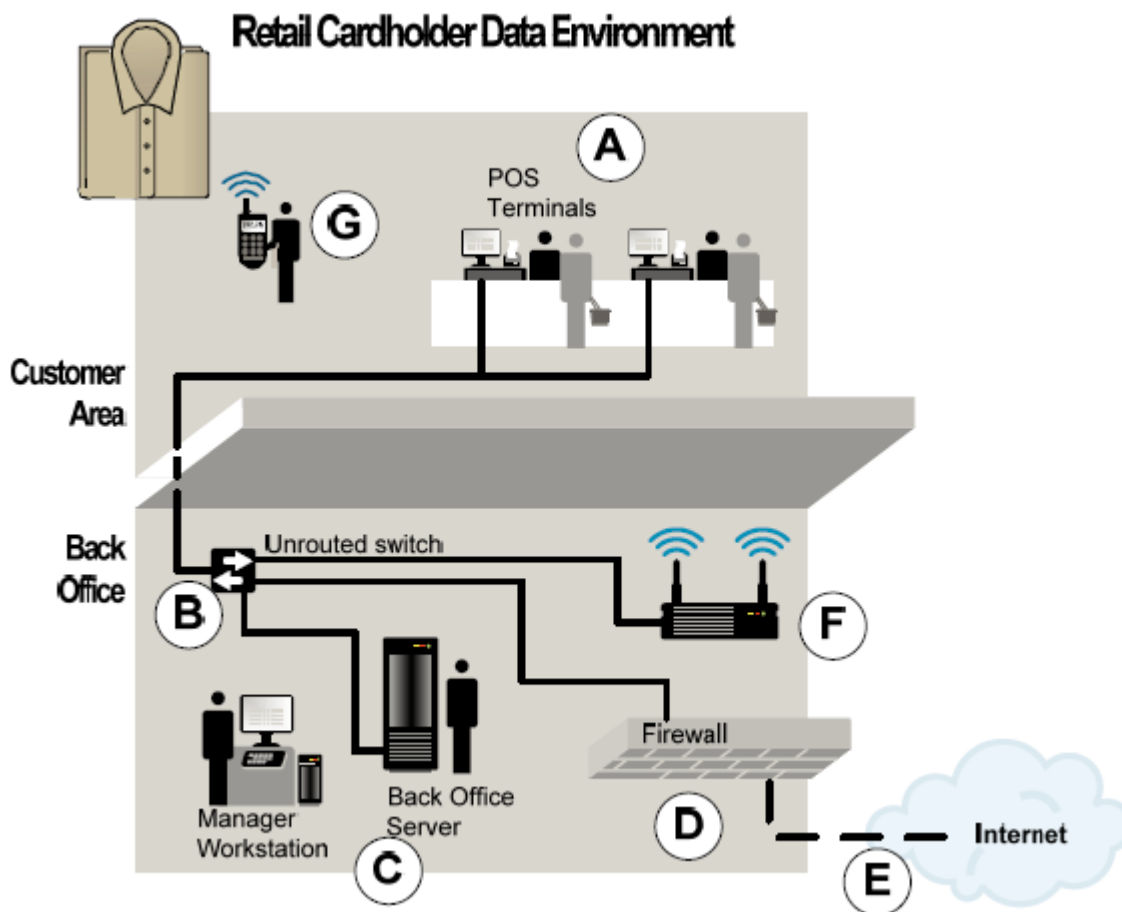 Retail Cardholder Data Environment
A
POS
Terminals
G
Customer
Area
Back
Office
Unrouted switch
B
F
Firewall
Manager
Workstation
Back Office
Server
C
D
E
Internet